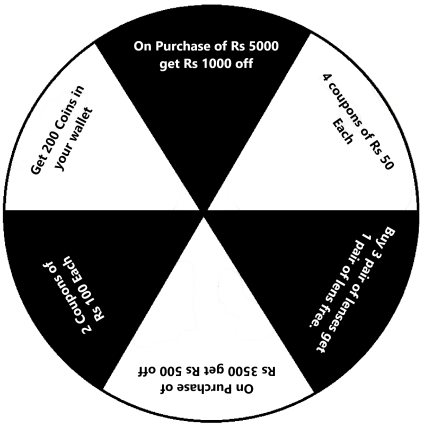 On Purchase of Rs 5000
get Rs 1000 off
4 coupons of Rs 50
Each
Buy 3 pair of lenses get
1 pair of lens free.
On Purchase of
Rs 3500 get Rs 500 off
2 Coupons of
Rs 100 Each
Get 200 Coins in
your wallet